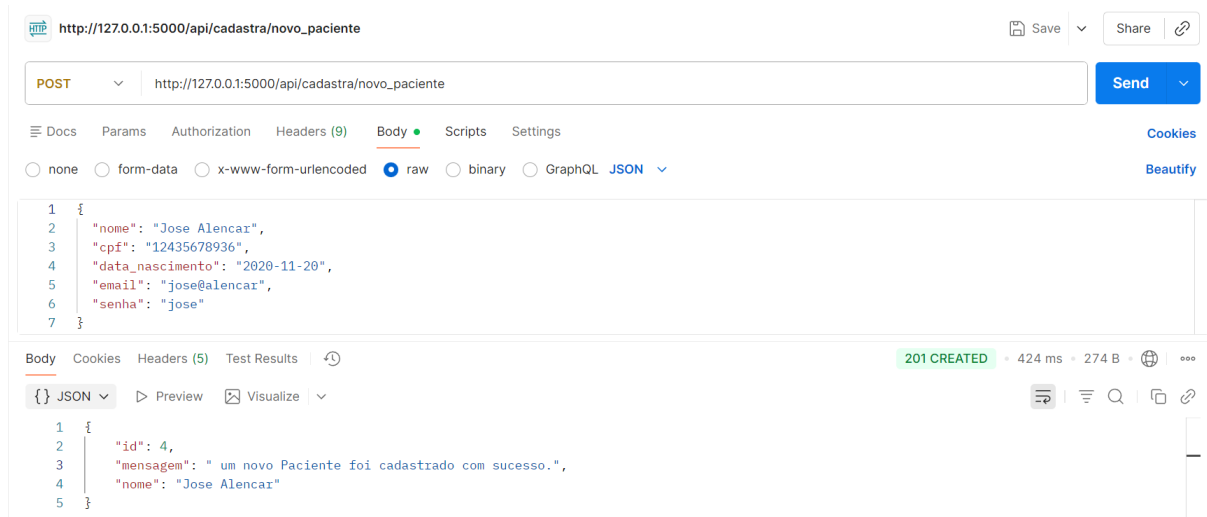 HTTP http://127.0.0.1:5000/api/cadastra/novo_paciente Save Share
POST http://127.0.0.1:5000/api/cadastra/novo_paciente Send
Docs Params Authorization Headers (9) Body Scripts Settings Cookies
none form-data x-www-form-urlencoded raw binary GraphQL JSON Beautify
1 {
2 "nome": "Jose Alencar",
3 "cpf": "12435678936",
4 "data_nascimento": "2020-11-20",
5 "email": "jose@alencar",
6 "senha": "jose"
7 }
Body Cookies Headers (5) Test Results 201 CREATED 424 ms 274 B
{} JSON Preview Visualize
1 {
2 "id": 4,
3 "mensagem": " um novo Paciente foi cadastrado com sucesso.",
4 "nome": "Jose Alencar"
5 }